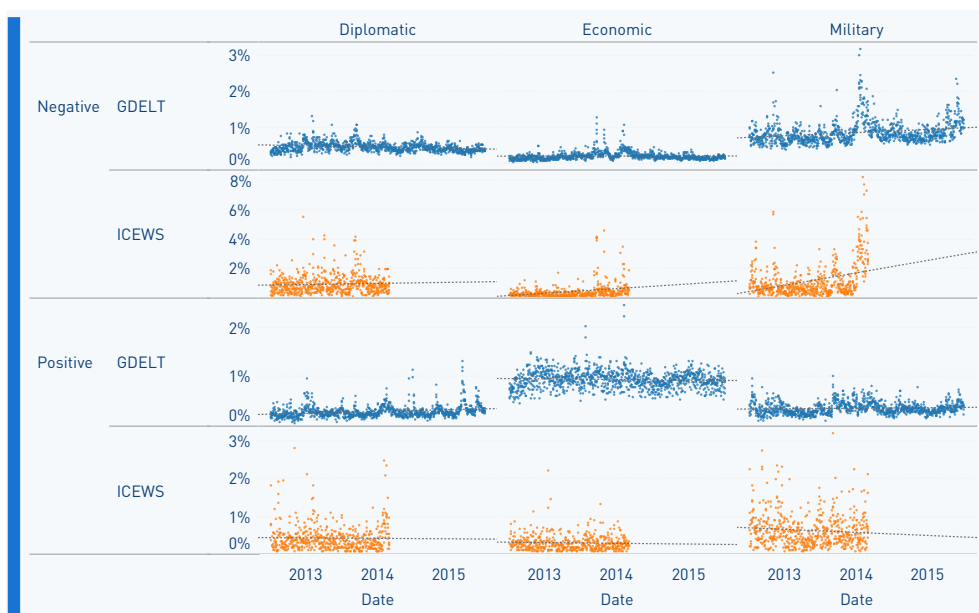 Diplomatic Economic Military
Negative GDELT 3%
2%
1%
0%
ICEWS 8%
6%
4%
2%
Positive GDELT 2%
1%
0%
ICEWS 3%
2%
1%
0%
2013 2014 2015 2013 2014 2015 2013 2014 2015
Date Date Date